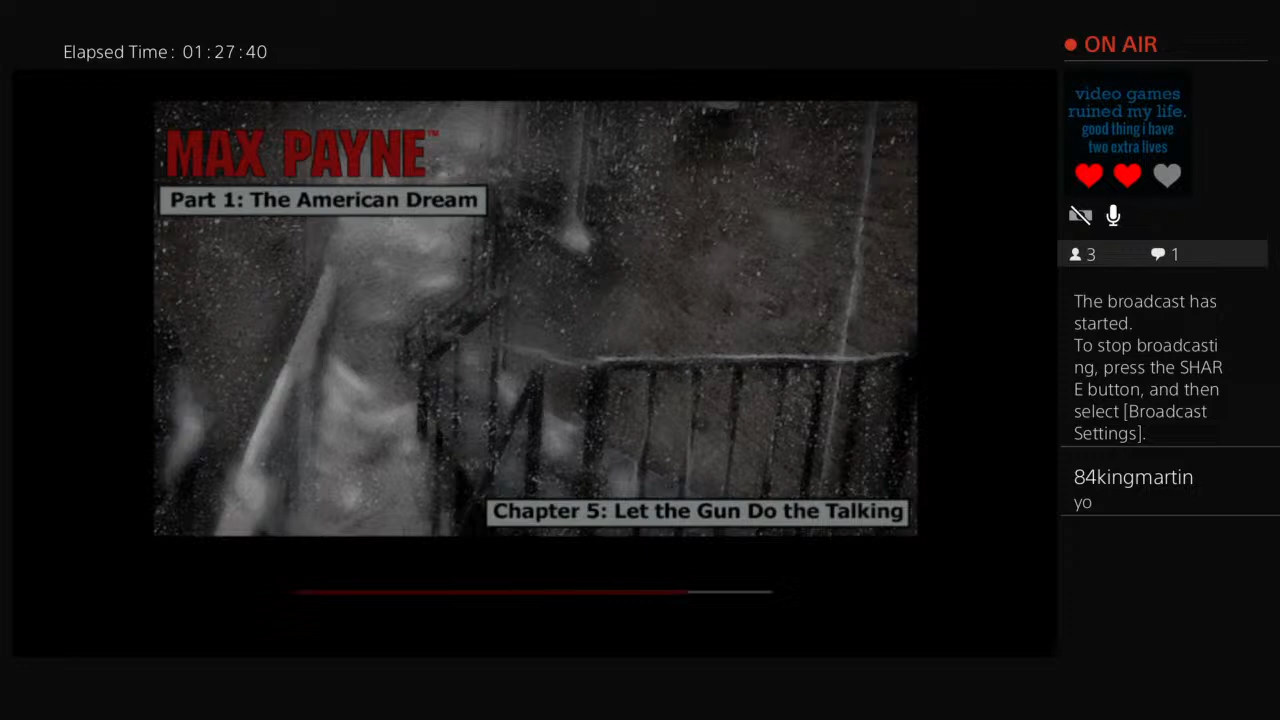 Elapsed Time: 01:27:40
ON AIR
video games
ruined my life.
good thing i have
two extra lives
MAX PAYNE™
Part 1: The American Dream
3
1
The broadcast has
started.
To stop broadcasti
ng, press the SHAR
E button, and then
select [Broadcast
Settings].
84kingmartin
yo
Chapter 5: Let the Gun Do the Talking